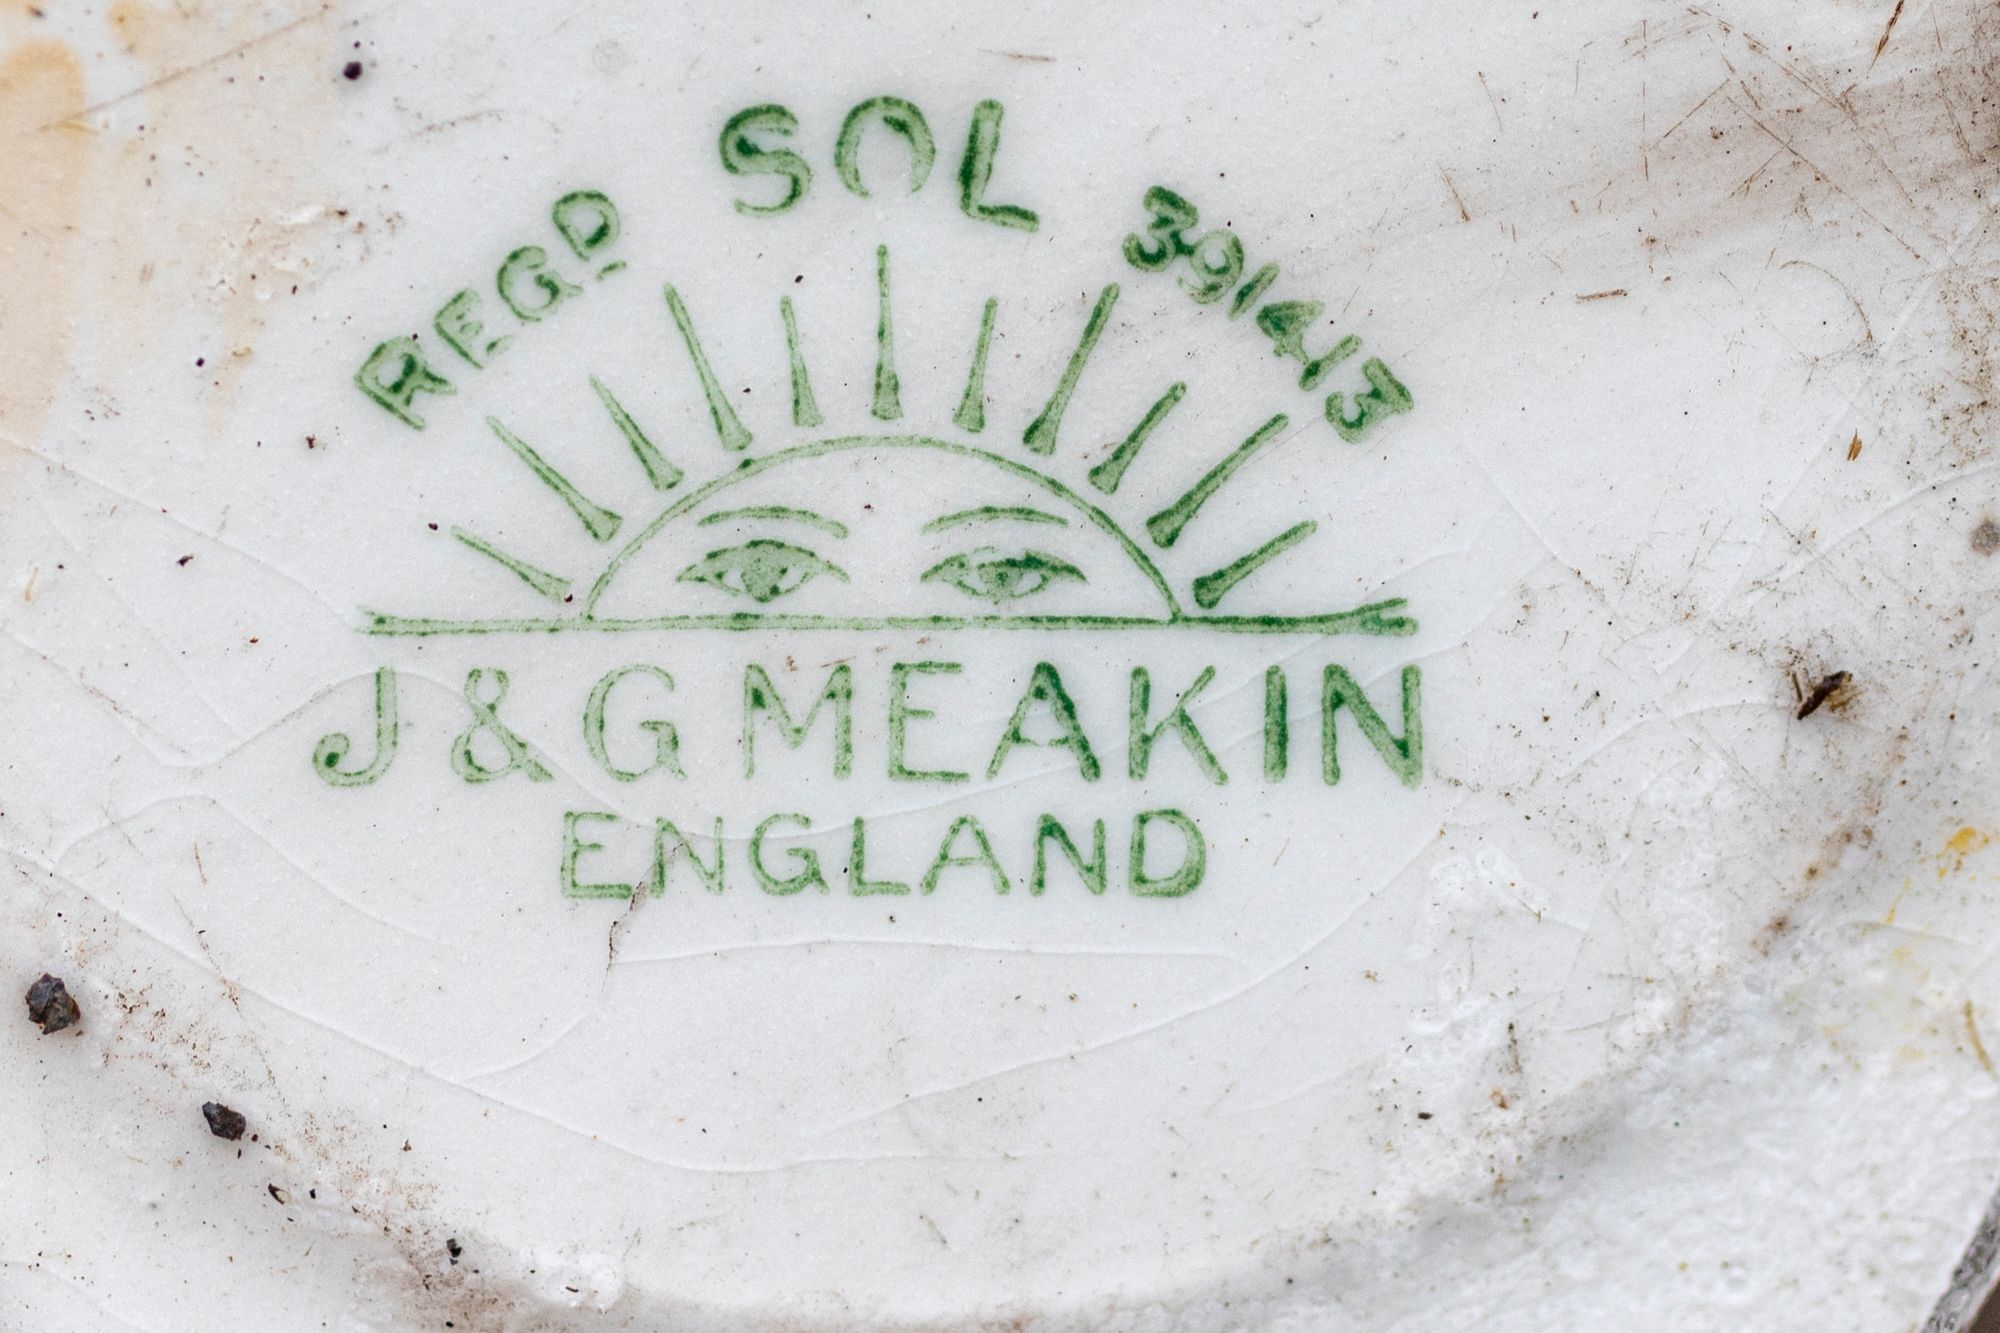 SOL
REGD 391413
J & G MEAKIN
ENGLAND